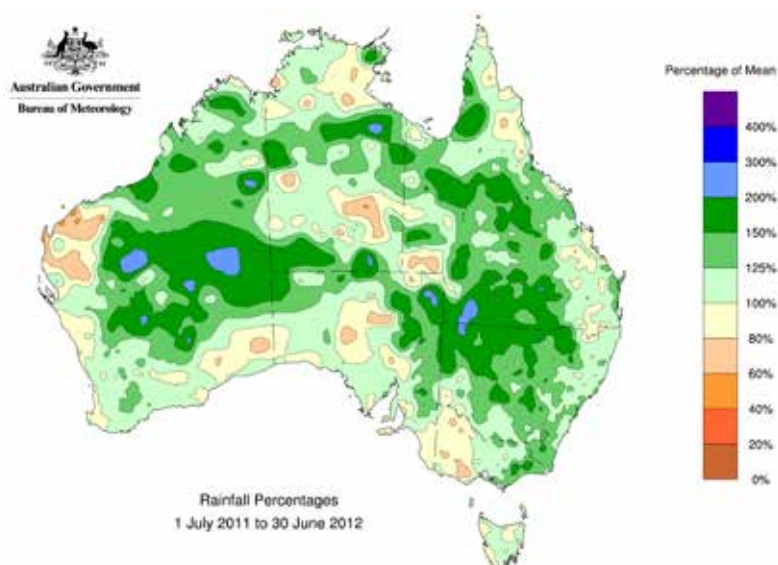 Australian Government
Bureau of Meteorology
Percentage of Mean
400%
300%
200%
150%
125%
100%
80%
60%
40%
20%
0%
Rainfall Percentages
1 July 2011 to 30 June 2012